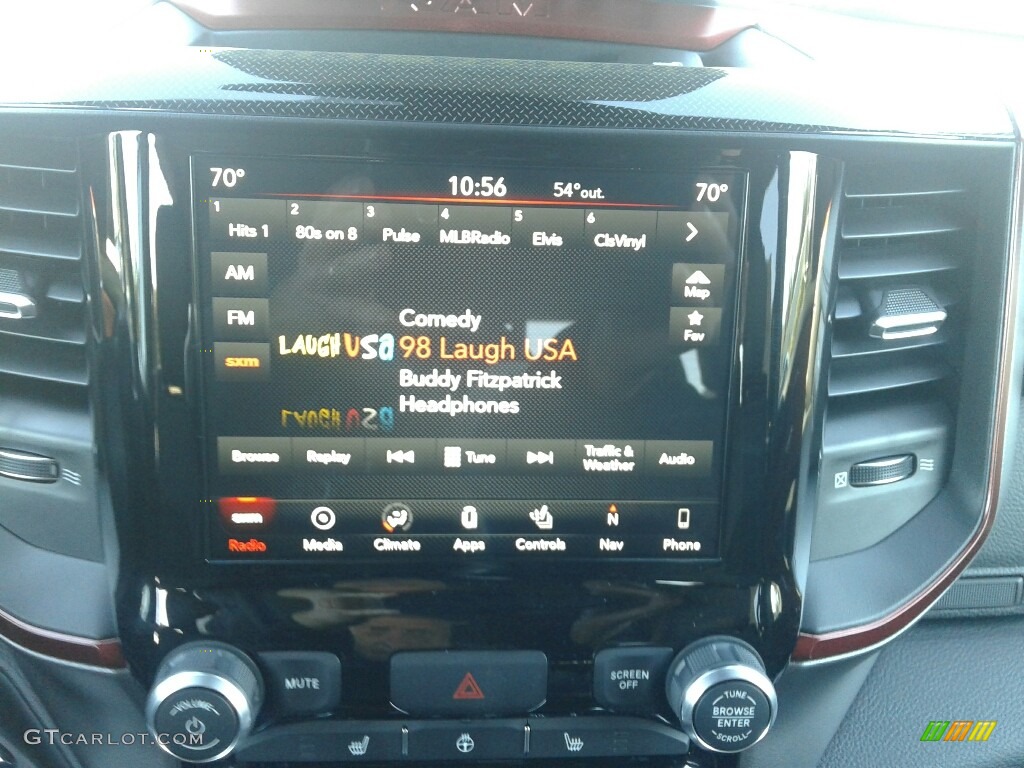 RAM
70° 10:56 54°out. 70°
1 2 3 4 5 6
Hits 1 80s on 8 Pulse MLBRadio Elvis ClsVinyl
AM
Map
FM
Fav
sxm
Comedy
LAUGH USA 98 Laugh USA
Buddy Fitzpatrick
Headphones
Browse Replay Tune Traffic & Weather Audio
sxm N
Radio Media Climate Apps Controls Nav Phone
MUTE
SCREEN OFF
VOLUME
TUNE
BROWSE
ENTER
SCROLL
GTCARLOT.COM